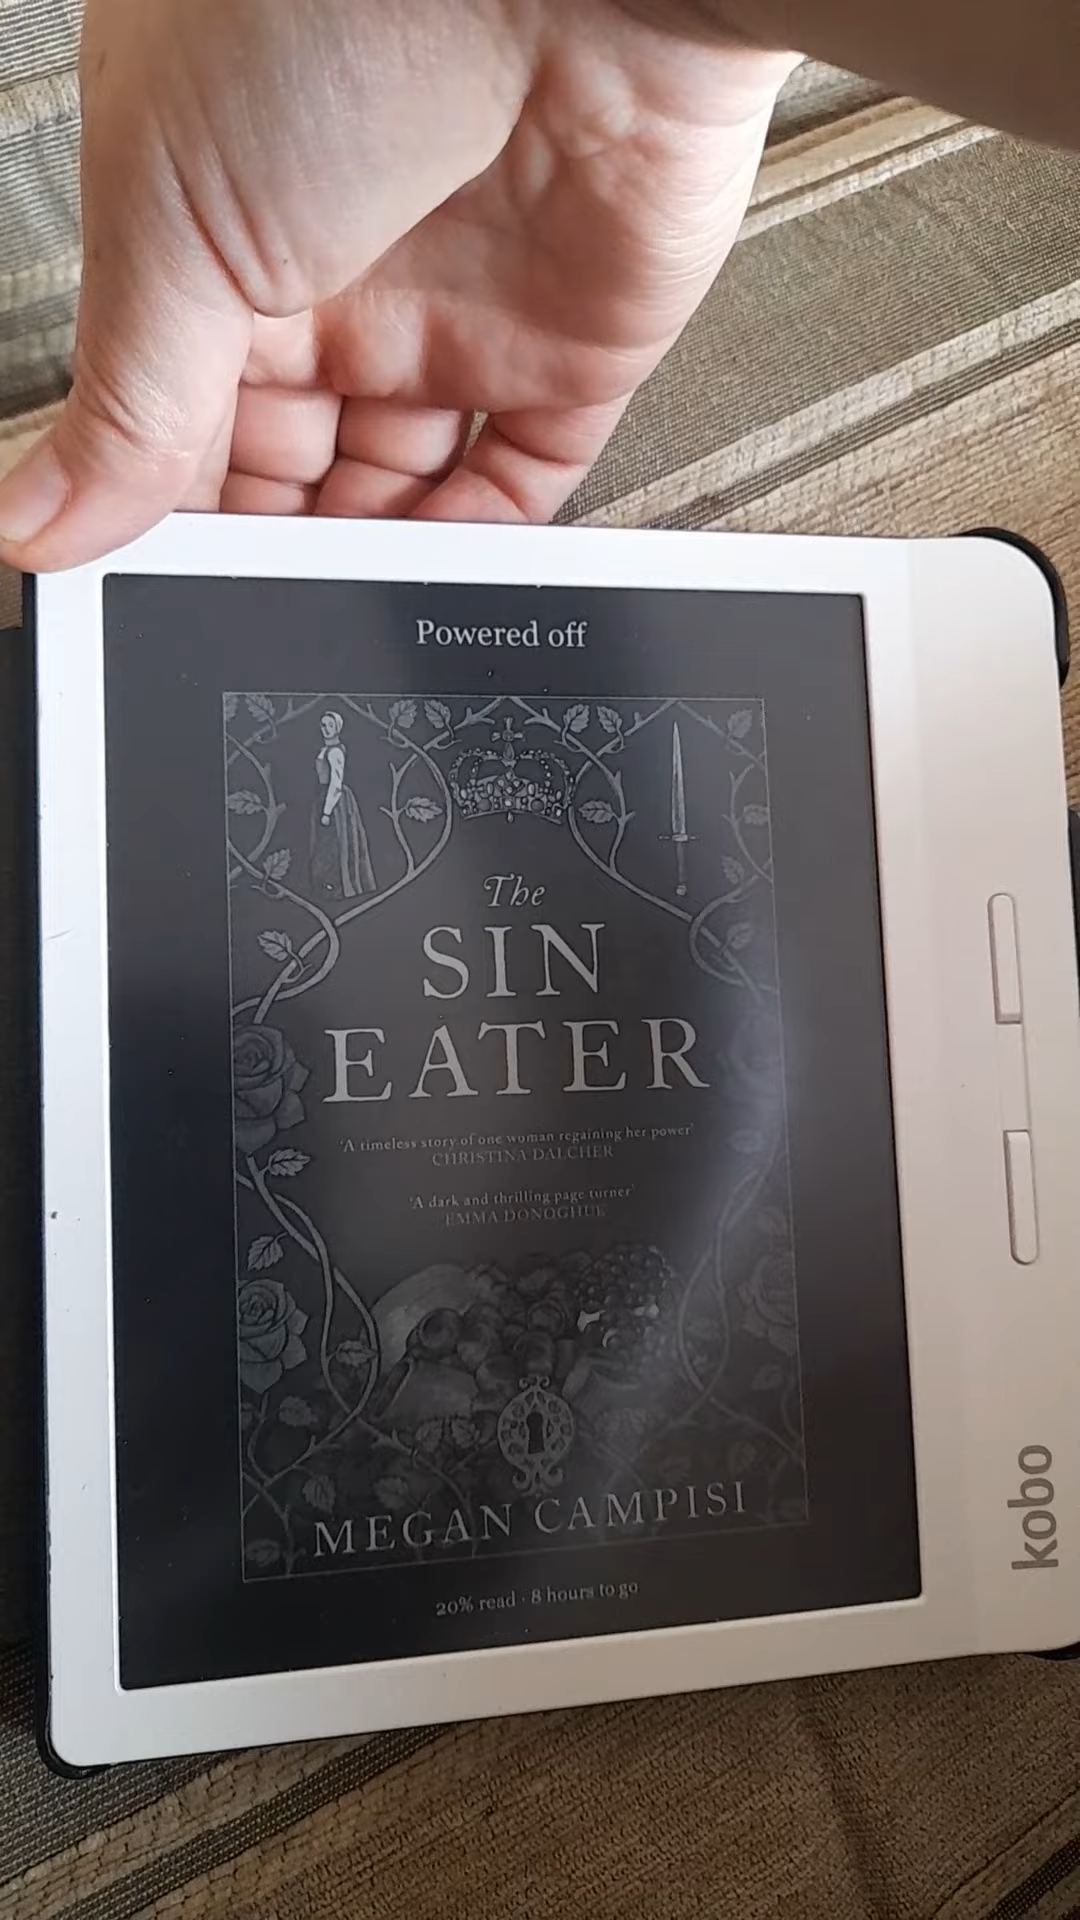 Powered off
The
SIN
EATER
'A timeless story of one woman regaining her power'
CHRISTINA DALCHER
'A dark and thrilling page turner'
EMMA DONOGHUE
MEGAN CAMPISI
20% read · 8 hours to go
kobo